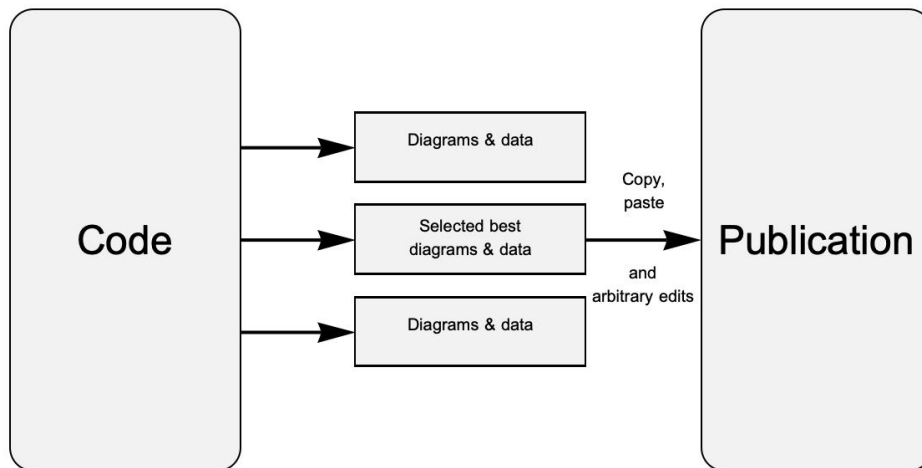 Code
Diagrams & data
Selected best
diagrams & data
Diagrams & data
Copy,
paste
and
arbitrary edits
Publication